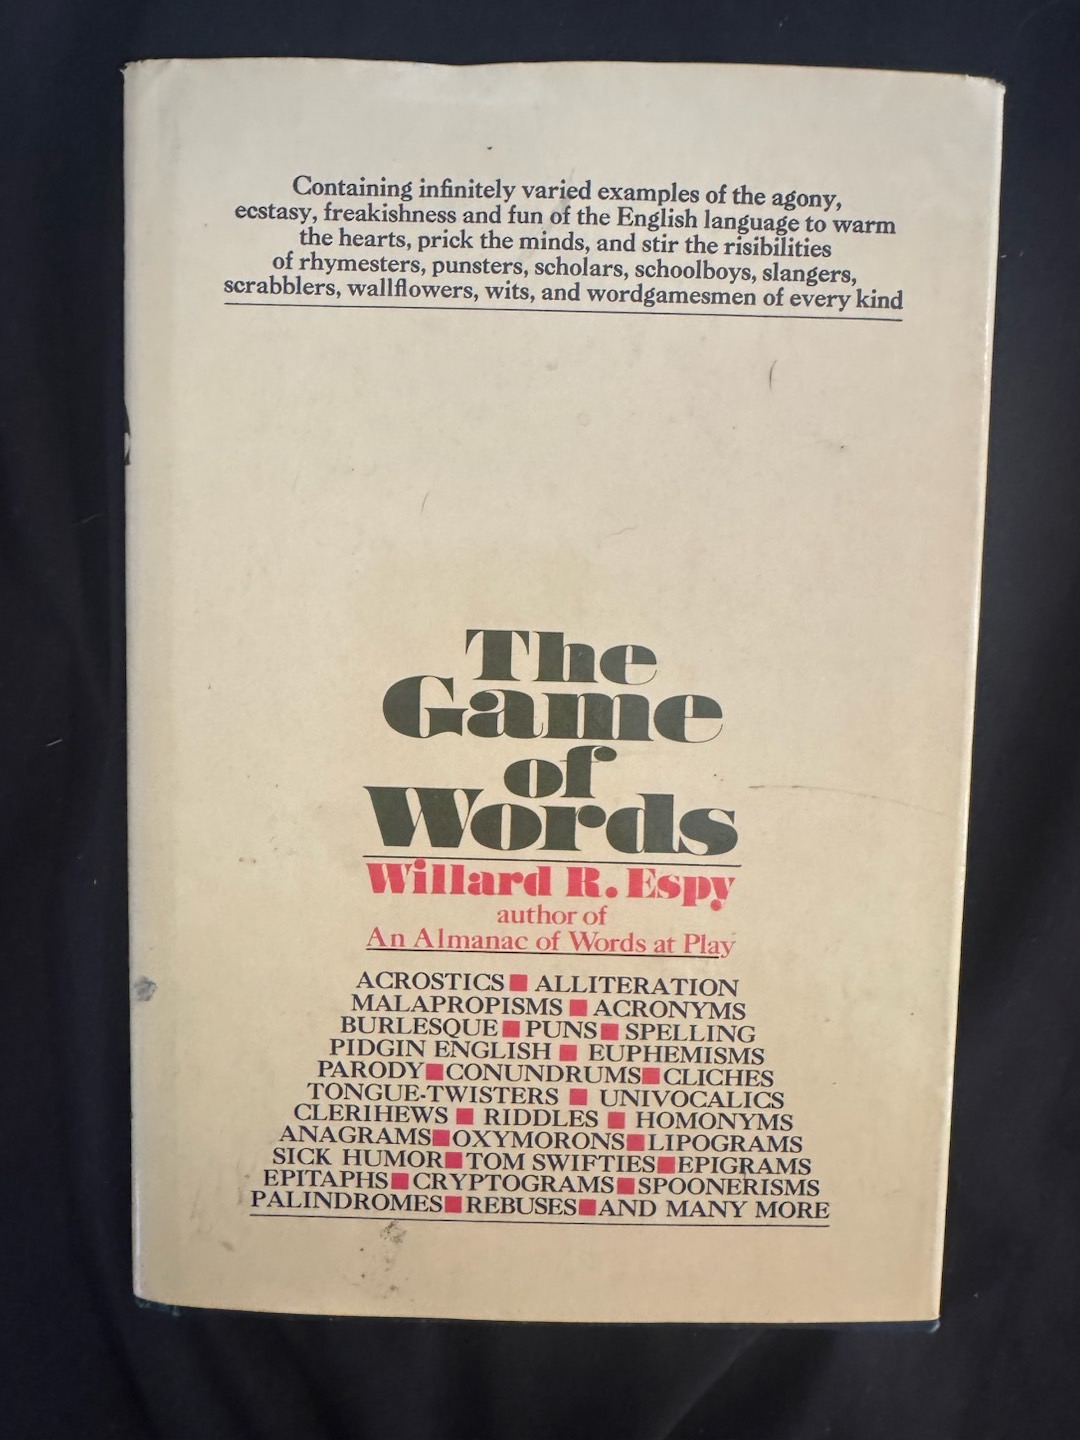 Containing infinitely varied examples of the agony,
ecstasy, freakishness and fun of the English language to warm
the hearts, prick the minds, and stir the risibilities
of rhymesters, punsters, scholars, schoolboys, slangers,
scrabblers, wallflowers, wits, and wordgamesmen of every kind
The
Game
of
Words
Willard R. Espy
author of
An Almanac of Words at Play
ACROSTICS ■ ALLITERATION
MALAPROPISMS ■ ACRONYMS
BURLESQUE ■ PUNS ■ SPELLING
PIDGIN ENGLISH ■ EUPHEMISMS
PARODY ■ CONUNDRUMS ■ CLICHES
TONGUE-TWISTERS ■ UNIVOCALICS
CLERIHEWS ■ RIDDLES ■ HOMONYMS
ANAGRAMS ■ OXYMORONS ■ LIPOGRAMS
SICK HUMOR ■ TOM SWIFTIES ■ EPIGRAMS
EPITAPHS ■ CRYPTOGRAMS ■ SPOONERISMS
PALINDROMES ■ REBUSES ■ AND MANY MORE